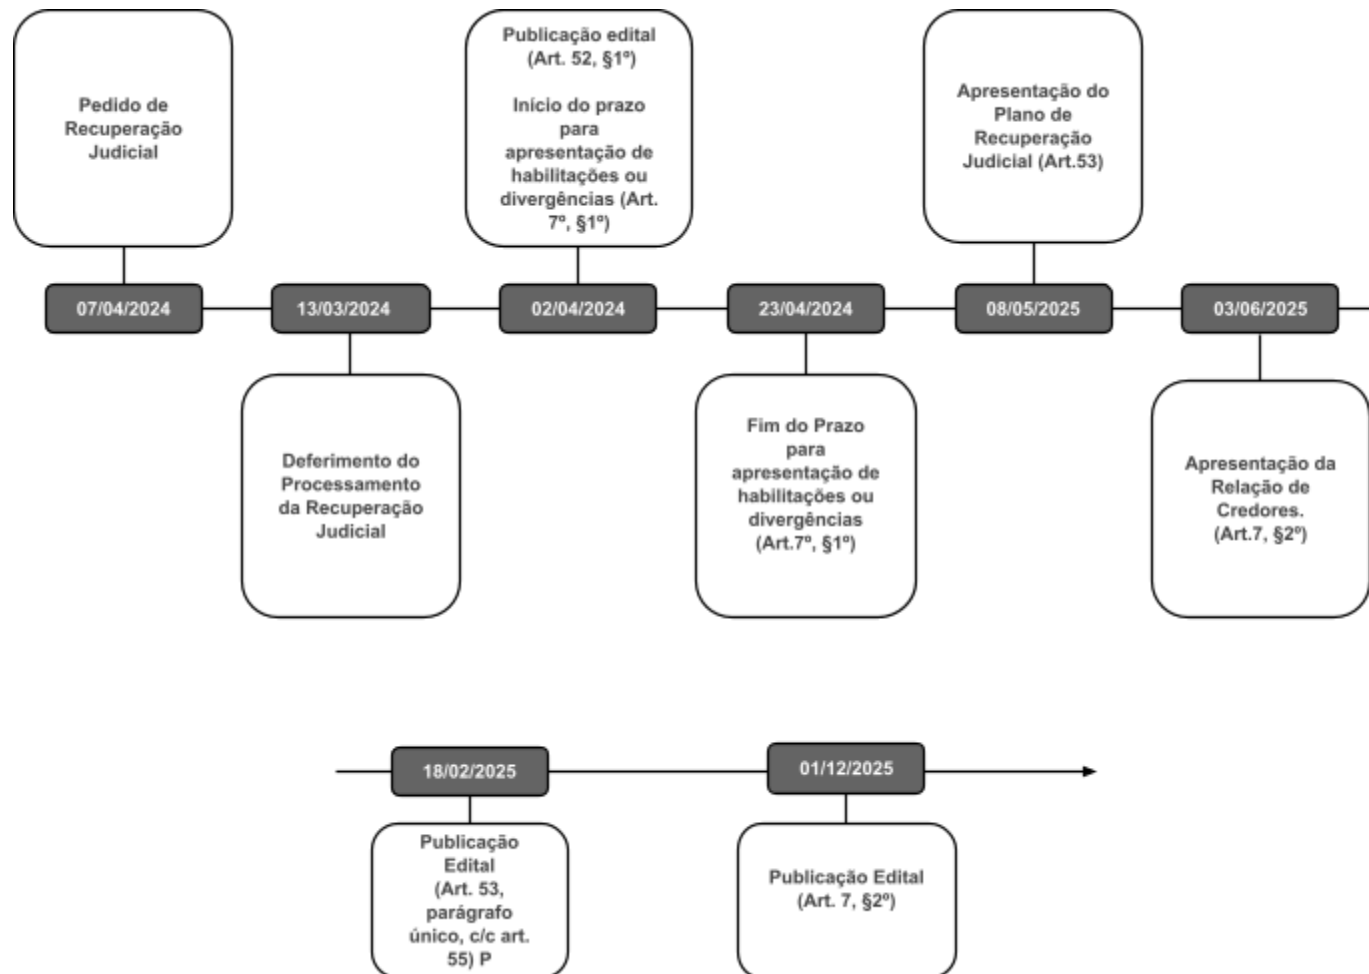 Pedido de
Recuperação
Judicial
Publicação edital
(Art. 52, §1º)
Início do prazo
para
apresentação de
habilitações ou
divergências (Art.
7º, §1º)
Apresentação do
Plano de
Recuperação
Judicial (Art.53)
07/04/2024
13/03/2024
02/04/2024
23/04/2024
08/05/2025
03/06/2025
Deferimento do
Processamento
da Recuperação
Judicial
Fim do Prazo
para
apresentação de
habilitações ou
divergências
(Art.7º, §1º)
Apresentação da
Relação de
Credores.
(Art.7, §2º)
18/02/2025
01/12/2025
Publicação
Edital
(Art. 53,
parágrafo
único, c/c art.
55) P
Publicação Edital
(Art. 7, §2º)